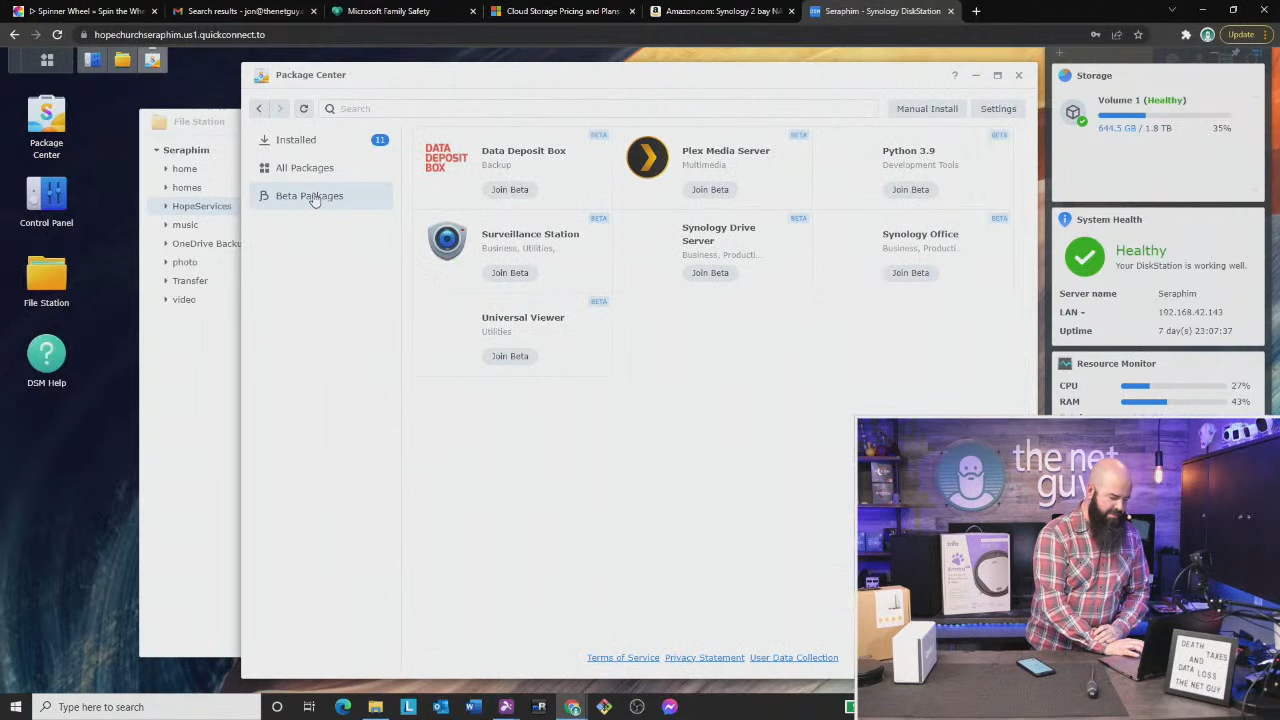 Spinner Wheel » Spin the Whe
Search results - jon@thenetguy.
Microsoft Family Safety
Cloud Storage Pricing and Plans
Amazon.com: Synology 2 bay NA
Seraphim - Synology DiskStation
hopechurchseraphim.us1.quickconnect.to
Update
Package Center
Control Panel
File Station
DSM Help
File Station
Seraphim
home
homes
HopeServices
music
OneDrive Backu
photo
Transfer
video
Package Center
Search
Manual Install
Settings
Installed
11
All Packages
Beta Packages
BETA
DATA DEPOSIT BOX
Data Deposit Box
Backup
Join Beta
BETA
Plex Media Server
Multimedia
Join Beta
BETA
Python 3.9
Development Tools
Join Beta
BETA
Surveillance Station
Business, Utilities,
Join Beta
BETA
Synology Drive
Server
Business, Producti...
Join Beta
BETA
Synology Office
Business, Producti..
Join Beta
BETA
Universal Viewer
Utilities
Join Beta
Terms of Service
Privacy Statement
User Data Collection
Storage
Volume 1 (Healthy)
644.5 GB / 1.8 TB
35%
System Health
Healthy
Your DiskStation is working well.
Server name
Seraphim
LAN -
192.168.42.143
Uptime
7 day(s) 23:07:37
Resource Monitor
CPU
27%
RAM
43%
the net
guy
DEATH, TAXES
AND
DATA LOSS
THE NET GUY
Type here to search